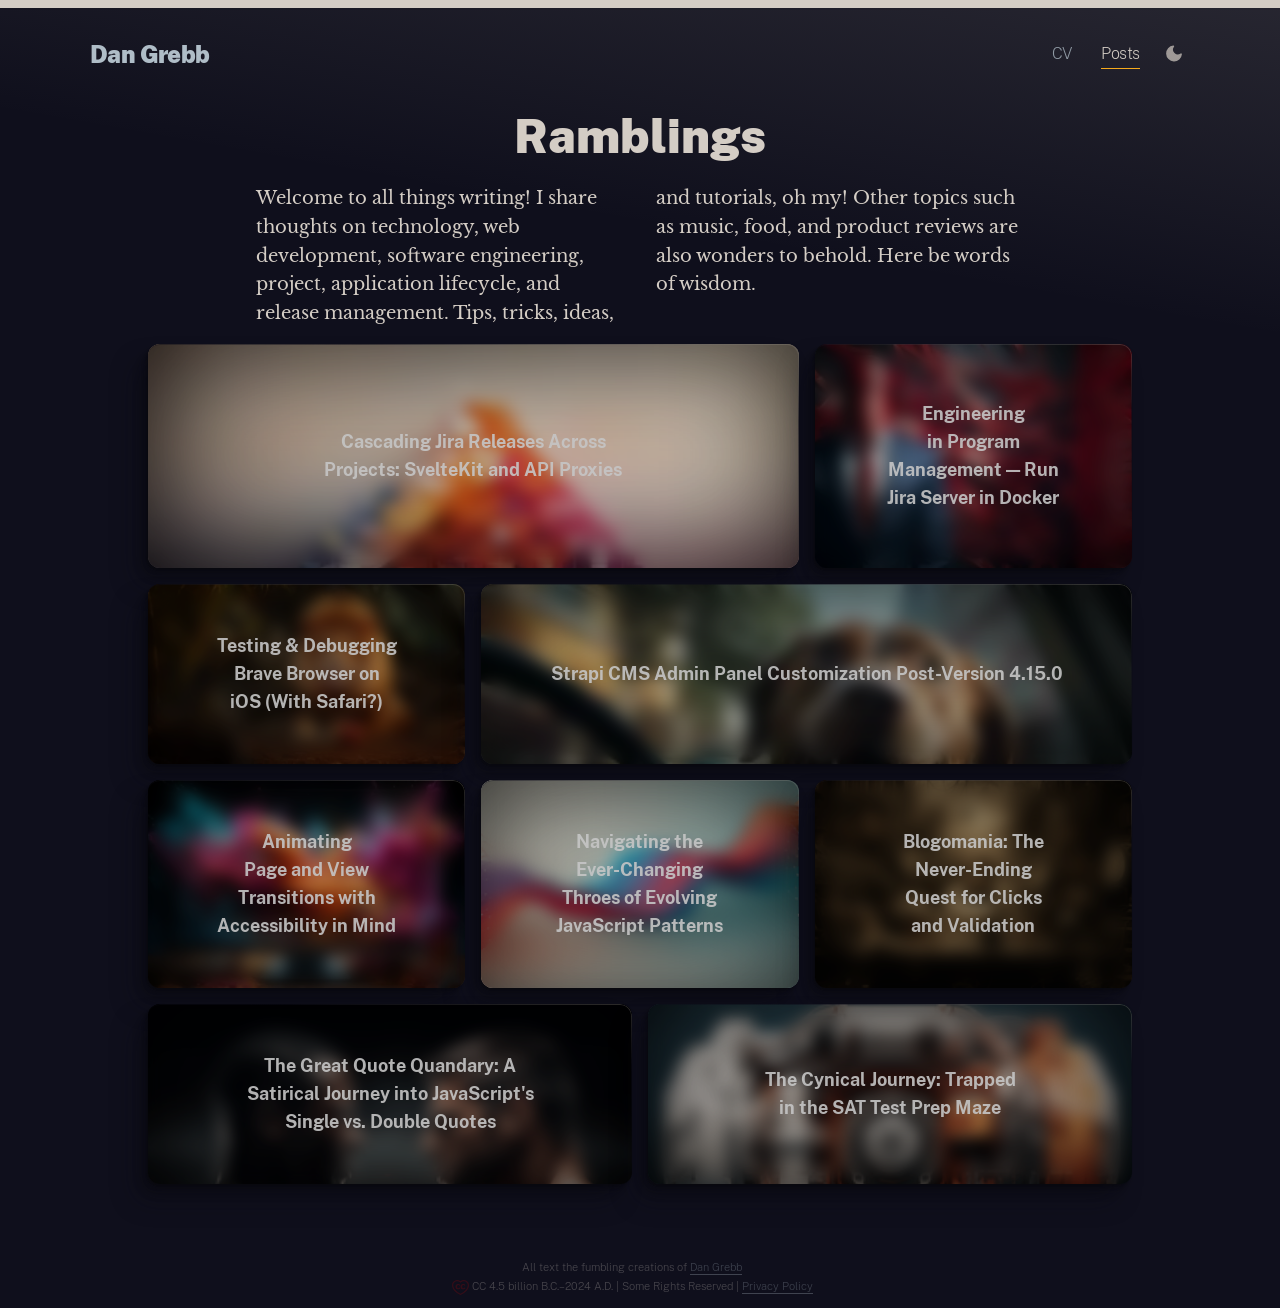 Dan Grebb
CV
Posts
Ramblings
Welcome to all things writing! I share
thoughts on technology, web
development, software engineering,
project, application lifecycle, and
release management. Tips, tricks, ideas,
and tutorials, oh my! Other topics such
as music, food, and product reviews are
also wonders to behold. Here be words
of wisdom.
Cascading Jira Releases Across
Projects: SvelteKit and API Proxies
Engineering
in Program
Management — Run
Jira Server in Docker
Testing & Debugging
Brave Browser on
iOS (With Safari?)
Strapi CMS Admin Panel Customization Post-Version 4.15.0
Animating
Page and View
Transitions with
Accessibility in Mind
Navigating the
Ever-Changing
Throes of Evolving
JavaScript Patterns
Blogomania: The
Never-Ending
Quest for Clicks
and Validation
The Great Quote Quandary: A
Satirical Journey into JavaScript's
Single vs. Double Quotes
The Cynical Journey: Trapped
in the SAT Test Prep Maze
All text the fumbling creations of Dan Grebb
CC 4.5 billion B.C.–2024 A.D. | Some Rights Reserved | Privacy Policy